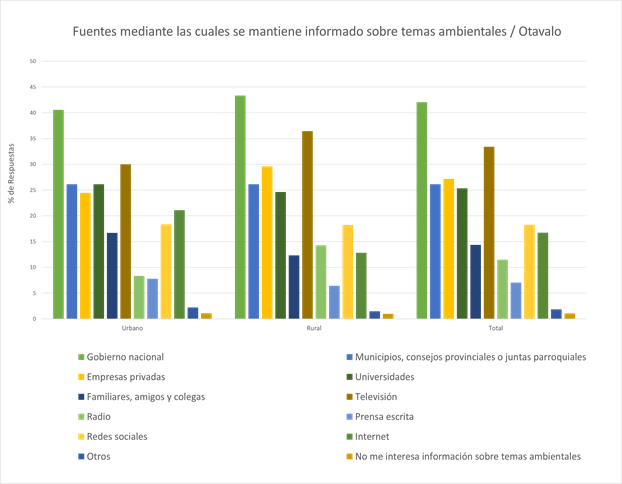 Fuentes mediante las cuales se mantiene informado sobre temas ambientales / Otavalo
% de Respuestas
50
45
40
35
30
25
20
15
10
5
0
Urbano Rural Total
Gobierno nacional Municipios, consejos provinciales o juntas parroquiales
Empresas privadas Universidades
Familiares, amigos y colegas Televisión
Radio Prensa escrita
Redes sociales Internet
Otros No me interesa información sobre temas ambientales